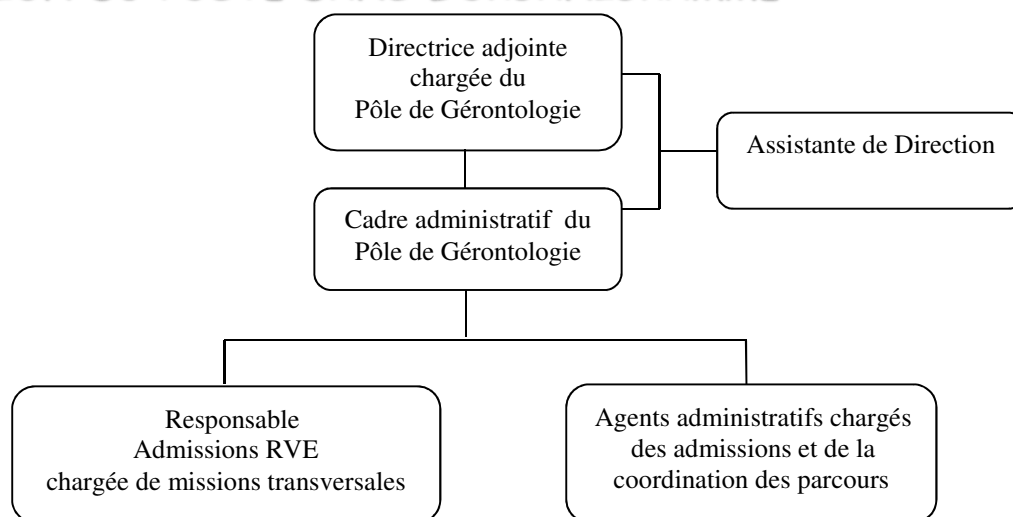 Directrice adjointe
chargée du
Pôle de Gérontologie
Assistante de Direction
Cadre administratif du
Pôle de Gérontologie
Responsable
Admissions RVE
chargée de missions transversales
Agents administratifs chargés
des admissions et de la
coordination des parcours